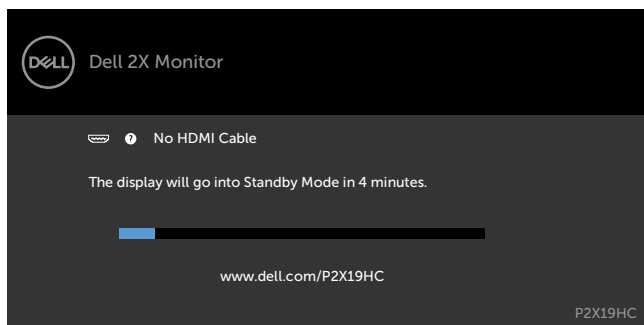 DELL
Dell 2X Monitor
? No HDMI Cable
The display will go into Standby Mode in 4 minutes.
www.dell.com/P2X19HC
P2X19HC